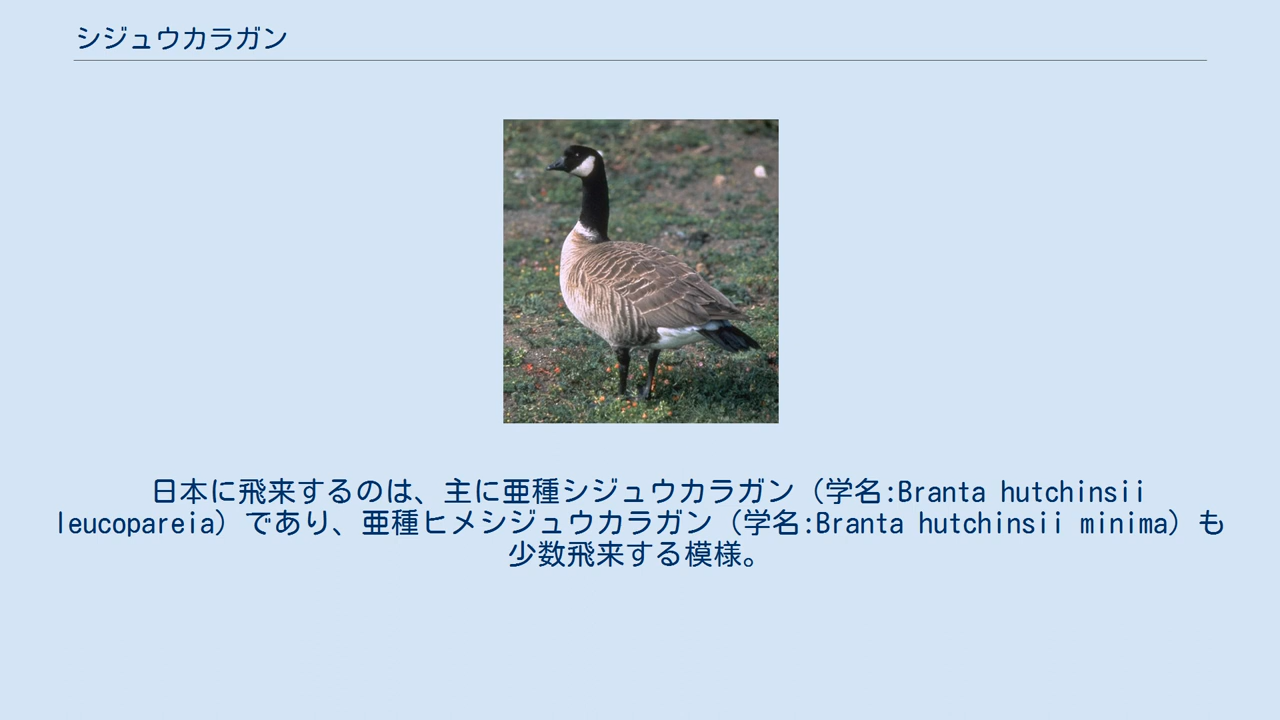 シジュウカラガン
日本に飛来するのは、主に亜種シジュウカラガン（学名:Branta hutchinsii
leucopareia）であり、亜種ヒメシジュウカラガン（学名:Branta hutchinsii minima）も
少数飛来する模様。